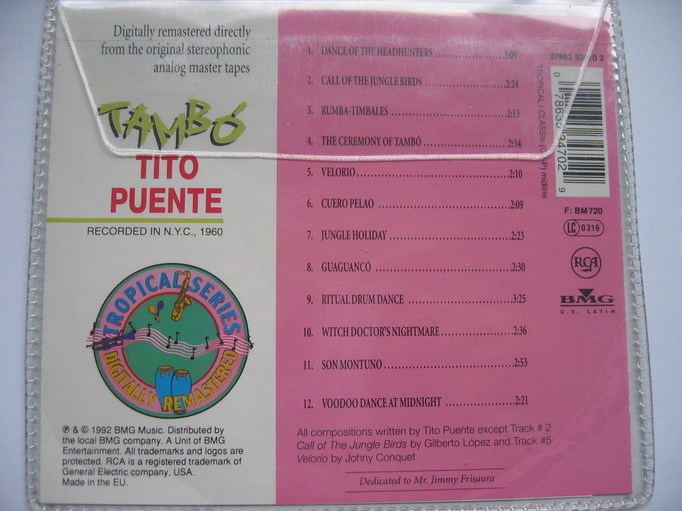 Digitally remastered directly
from the original stereophonic
analog master tapes
TAMBÓ
TITO
PUENTE
RECORDED IN N.Y.C., 1960
TROPICAL SERIES
DIGITALLY REMASTERED
℗ & © 1992 BMG Music. Distributed by
the local BMG company. A Unit of BMG
Entertainment. All trademarks and logos are
protected. RCA is a registered trademark of
General Electric company, USA.
Made in the EU.
1. DANCE OF THE HEADHUNTERS 3:09
2. CALL OF THE JUNGLE BIRDS 2:24
3. RUMBA-TIMBALES 2:13
4. THE CEREMONY OF TAMBÓ 2:34
5. VELORIO 2:10
6. CUERO PELAO 2:09
7. JUNGLE HOLIDAY 2:23
8. GUAGUANCÓ 2:30
9. RITUAL DRUM DANCE 3:25
10. WITCH DOCTOR'S NIGHTMARE 2:36
11. SON MONTUNO 2:53
12. VOODOO DANCE AT MIDNIGHT 2:21
All compositions written by Tito Puente except Track # 2
Call of The Jungle Birds by Gilberto López and Track #5
Velorio by Johny Conquet
Dedicated to Mr. Jimmy Frisaura
TROPICAL / CLASSIC midline
F: BM 720
LC 0316
RCA
BMG
U.S. LATIN